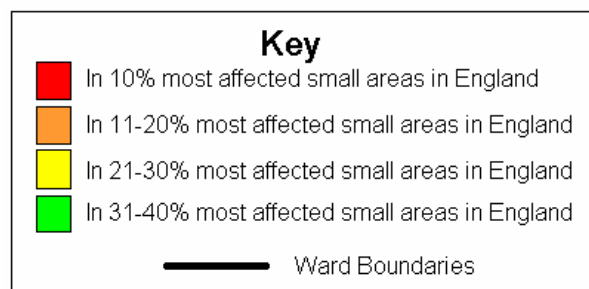 Key
In 10% most affected small areas in England
In 11-20% most affected small areas in England
In 21-30% most affected small areas in England
In 31-40% most affected small areas in England
Ward Boundaries